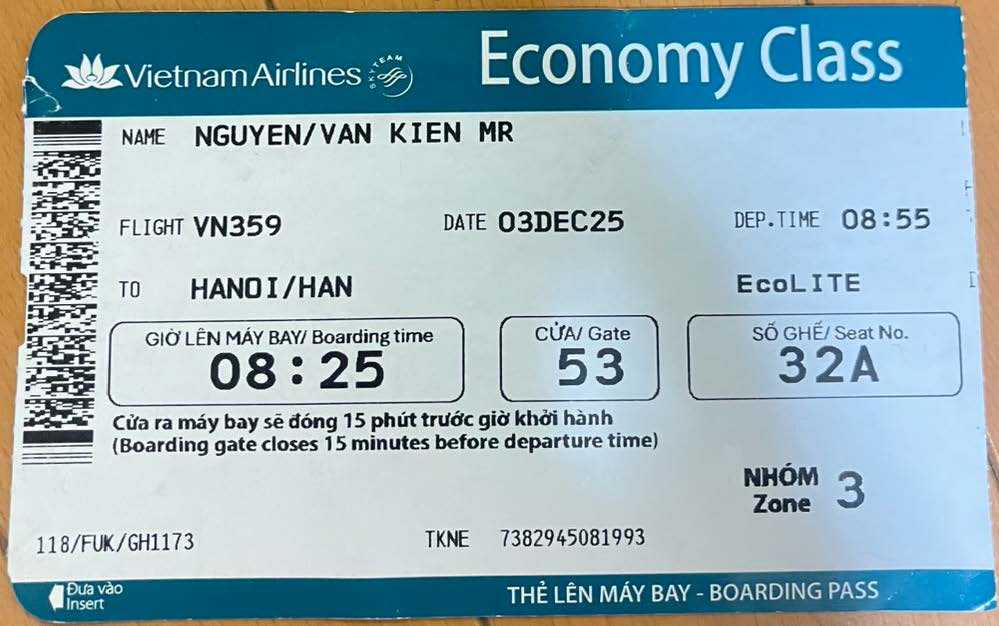 Vietnam Airlines SKYTEAM Economy Class
NAME NGUYEN/VAN KIEN MR
FLIGHT VN359 DATE 03DEC25 DEP.TIME 08:55
TO HANOI/HAN EcoLITE
GIỜ LÊN MÁY BAY/ Boarding time CỬA/ Gate SỐ GHẾ/ Seat No.
08:25 53 32A
Cửa ra máy bay sẽ đóng 15 phút trước giờ khởi hành
(Boarding gate closes 15 minutes before departure time)
NHÓM
Zone 3
118/FUK/GH1173 TKNE 7382945081993
Đưa vào
Insert
THẺ LÊN MÁY BAY - BOARDING PASS